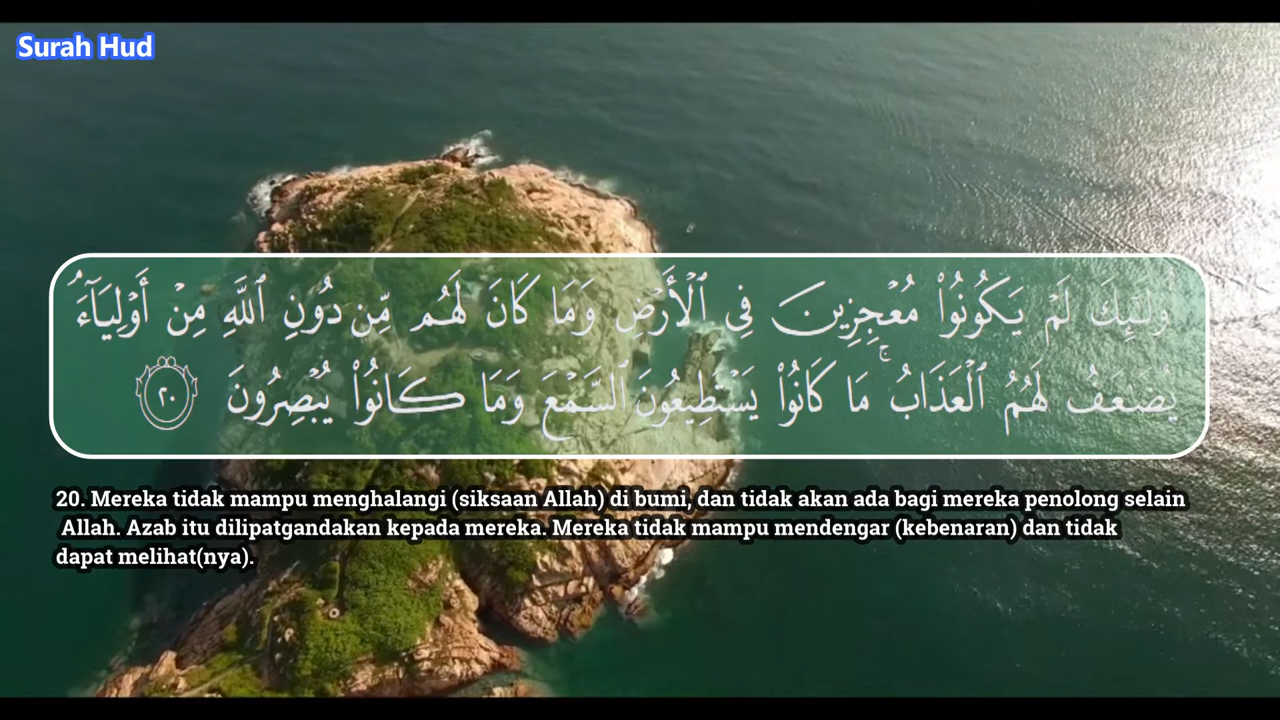 Surah Hud
أُو۟لَـٰٓئِكَ لَمْ يَكُونُوا۟ مُعْجِزِينَ فِى ٱلْأَرْضِ وَمَا كَانَ لَهُم مِّن دُونِ ٱللَّهِ مِنْ أَوْلِيَآءَ ۘ
يُضَـٰعَفُ لَهُمُ ٱلْعَذَابُ ۚ مَا كَانُوا۟ يَسْتَطِيعُونَ ٱلسَّمْعَ وَمَا كَانُوا۟ يُبْصِرُونَ ٢٠
20. Mereka tidak mampu menghalangi (siksaan Allah) di bumi, dan tidak akan ada bagi mereka penolong selain
Allah. Azab itu dilipatgandakan kepada mereka. Mereka tidak mampu mendengar (kebenaran) dan tidak
dapat melihat(nya).